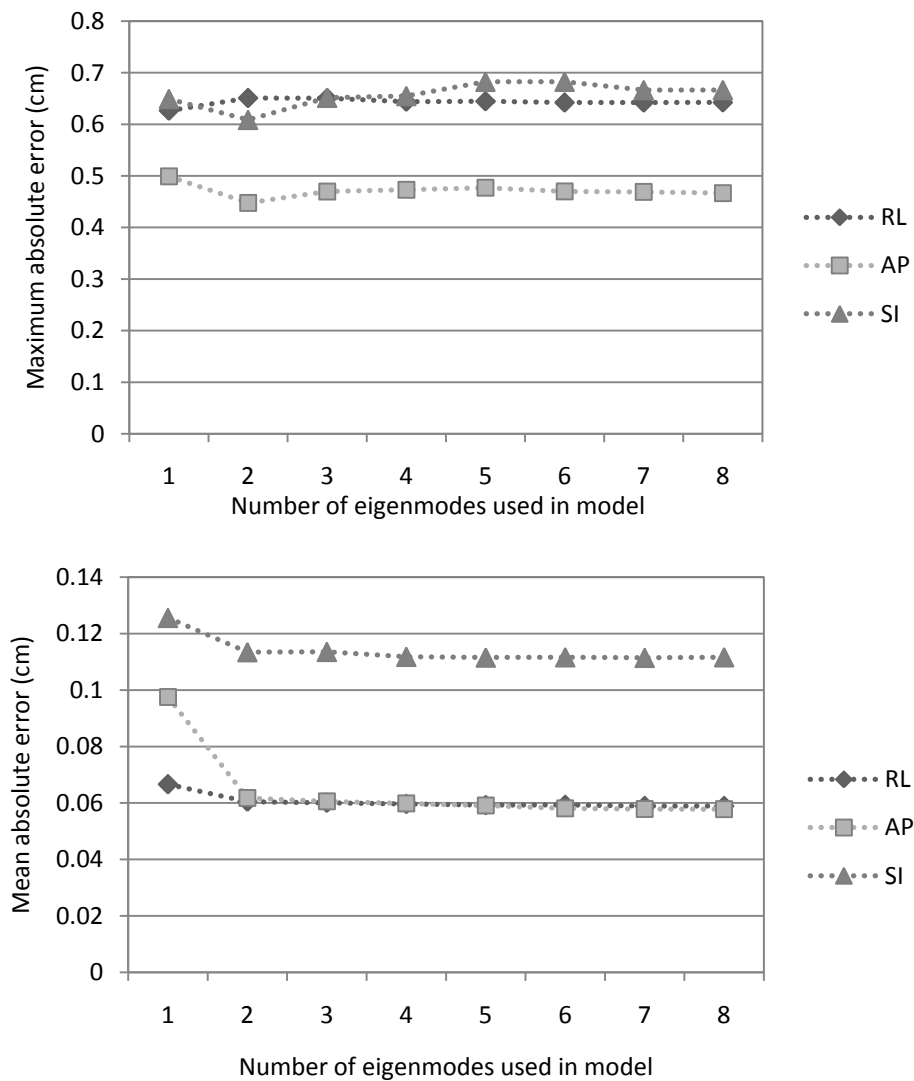 Maximum absolute error (cm)
0.8
0.7
0.6
0.5
0.4
0.3
0.2
0.1
0
1 2 3 4 5 6 7 8
Number of eigenmodes used in model
RL
AP
SI
Mean absolute error (cm)
0.14
0.12
0.1
0.08
0.06
0.04
0.02
0
1 2 3 4 5 6 7 8
Number of eigenmodes used in model
RL
AP
SI